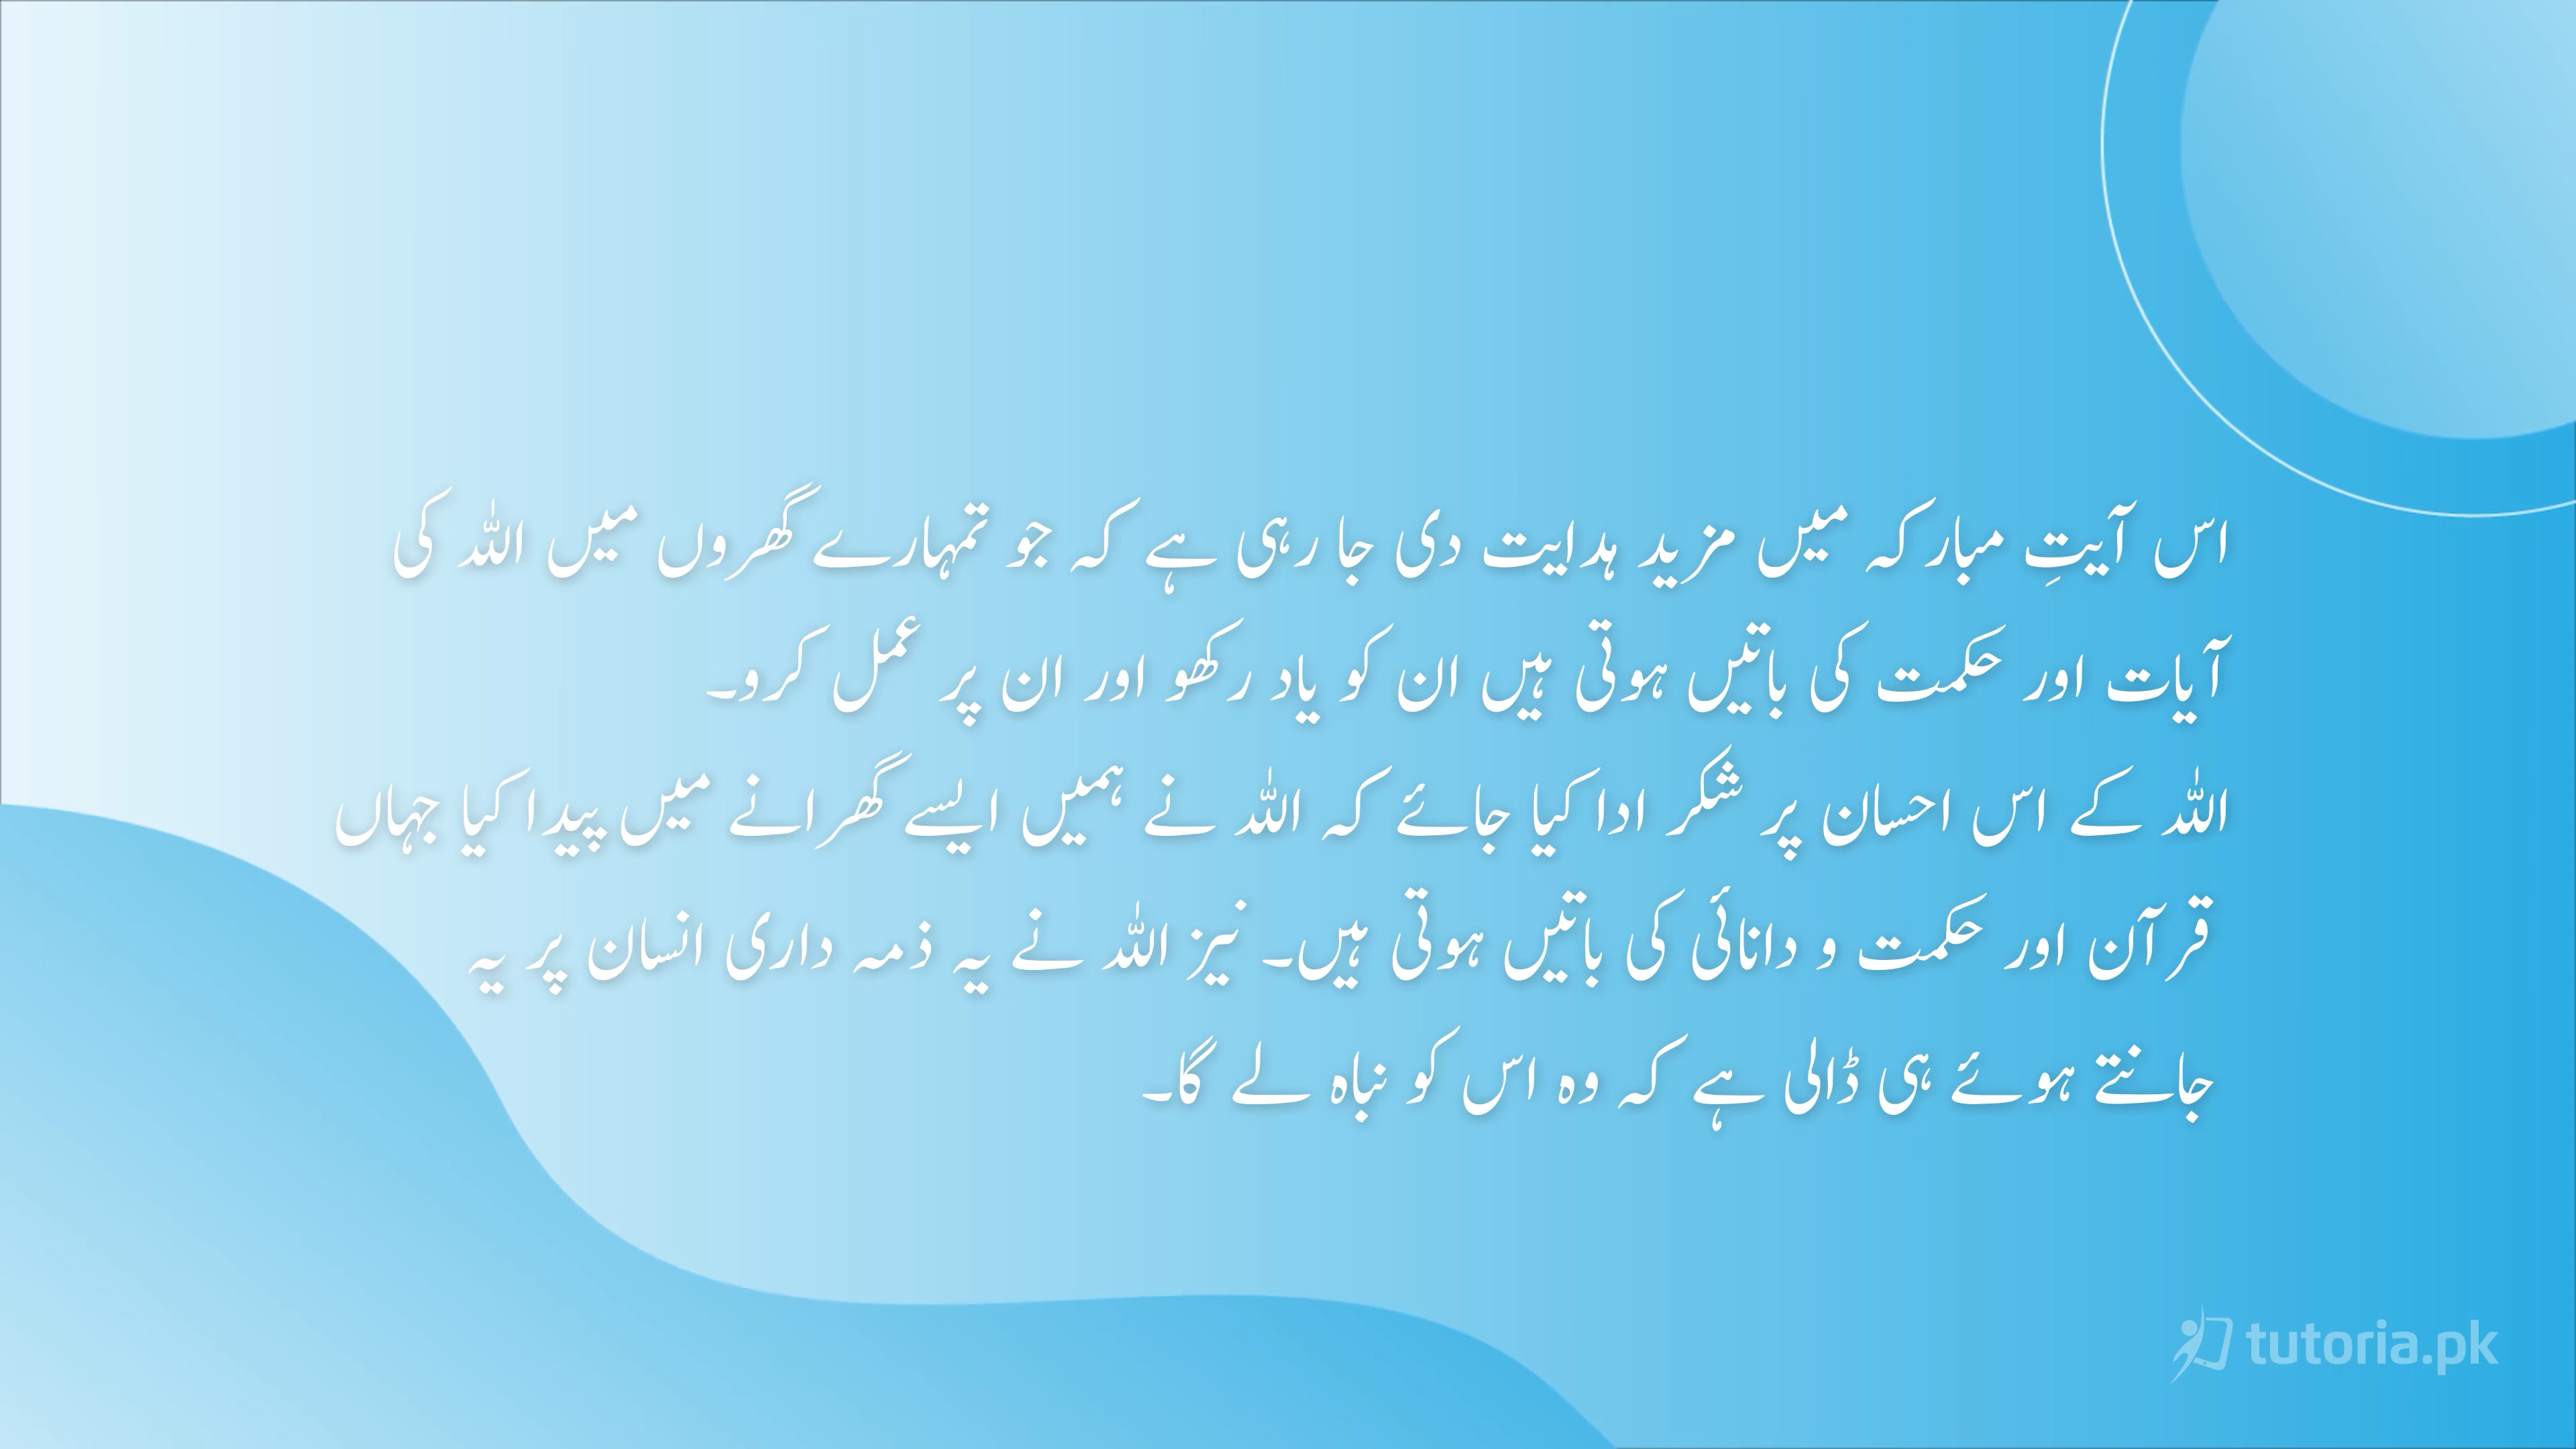 اس آیتِ مبارکہ میں مزید ہدایت دی جا رہی ہے کہ جو تمہارے گھروں میں اللہ کی
آیات اور حکمت کی باتیں ہوتی ہیں ان کو یاد رکھو اور ان پر عمل کرو۔
اللہ کے اس احسان پر شکر ادا کیا جائے کہ اللہ نے ہمیں ایسے گھرانے میں پیدا کیا جہاں
قرآن اور حکمت و دانائی کی باتیں ہوتی ہیں۔ نیز اللہ نے یہ ذمہ داری انسان پر یہ
جانتے ہوئے ہی ڈالی ہے کہ وہ اس کو نباہ لے گا۔
tutoria.pk